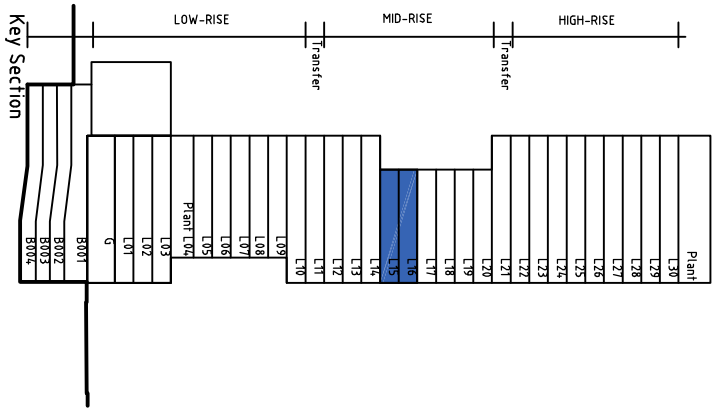 LOW-RISE
MID-RISE
HIGH-RISE
Transfer
Transfer
Key Section
B004
B003
B002
B001
G
L01
L02
L03
Plant L04
L05
L06
L07
L08
L09
L10
L11
L12
L13
L14
L15
L16
L17
L18
L19
L20
L21
L22
L23
L24
L25
L26
L27
L28
L29
L30
Plant